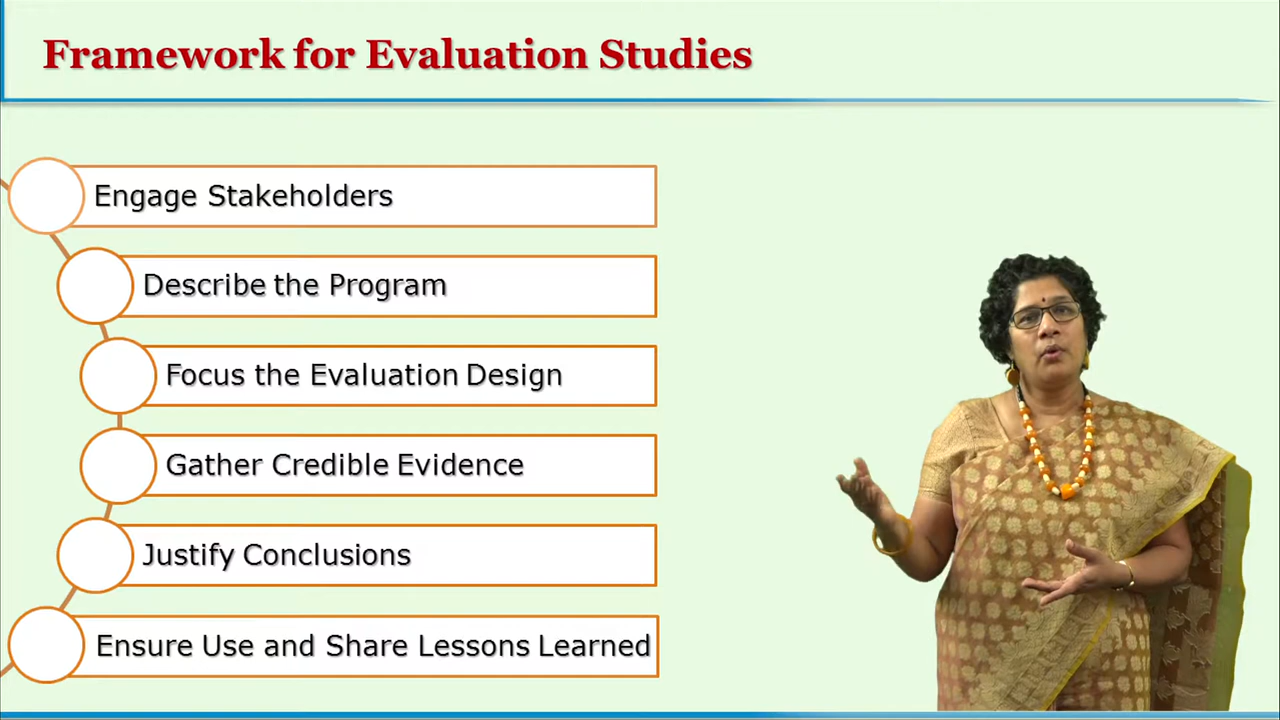 Framework for Evaluation Studies
Engage Stakeholders
Describe the Program
Focus the Evaluation Design
Gather Credible Evidence
Justify Conclusions
Ensure Use and Share Lessons Learned